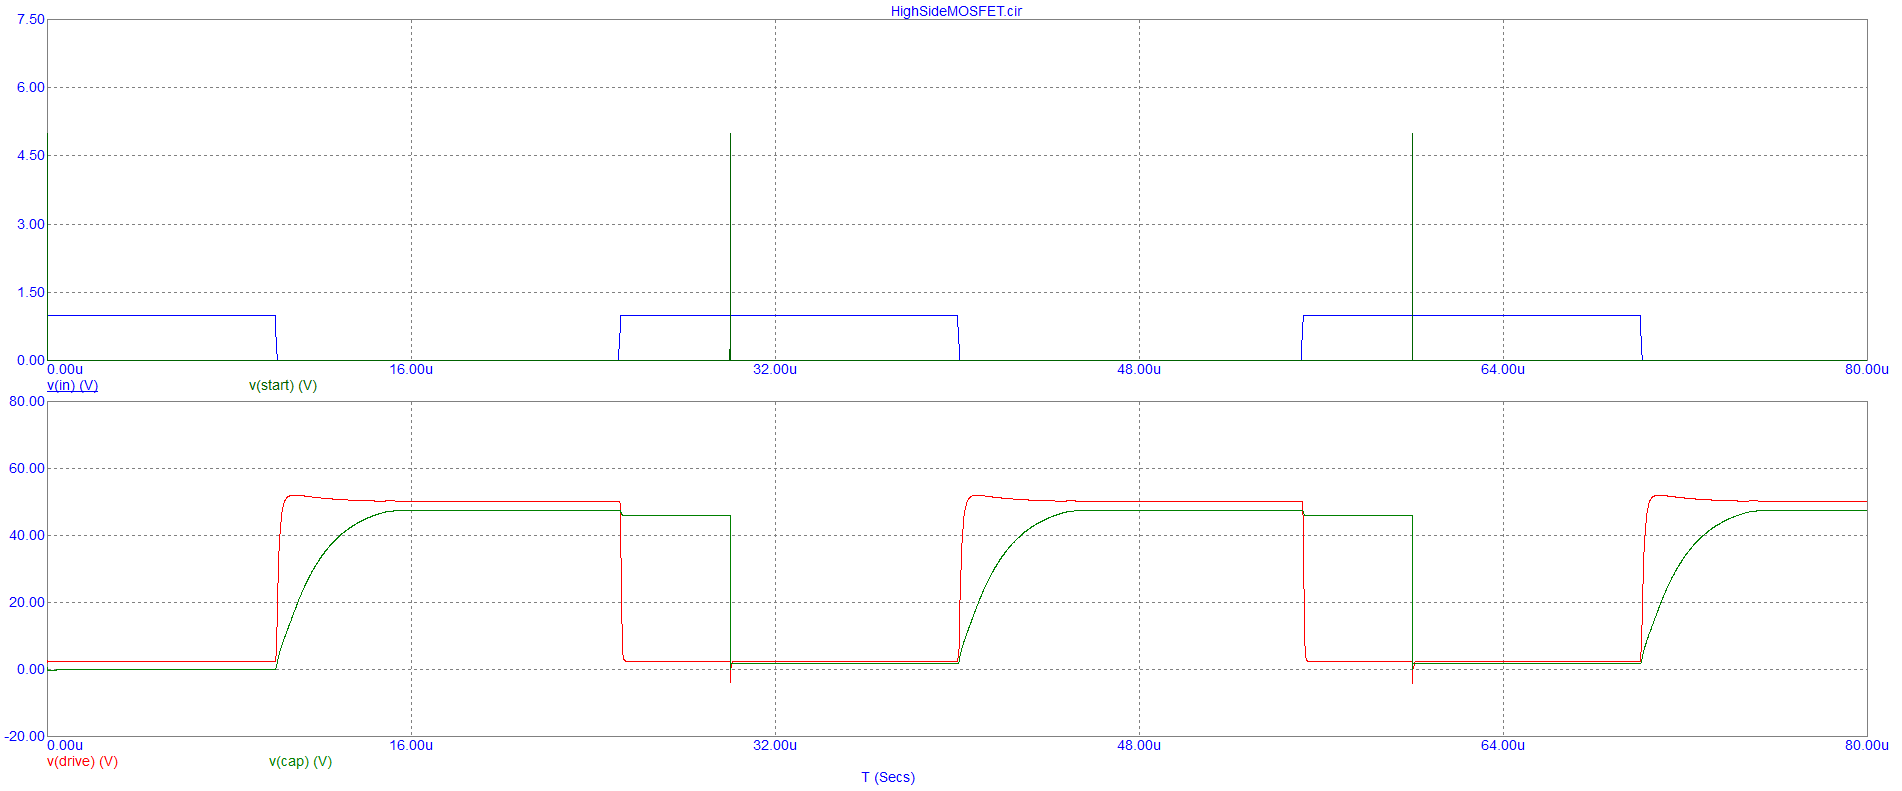 HighSideMOSFET.cir
7.50
6.00
4.50
3.00
1.50
0.00
0.00u 16.00u 32.00u 48.00u 64.00u 80.00u
v(in) (V) v(start) (V)
80.00
60.00
40.00
20.00
0.00
-20.00
0.00u 16.00u 32.00u 48.00u 64.00u 80.00u
v(drive) (V) v(cap) (V)
T (Secs)